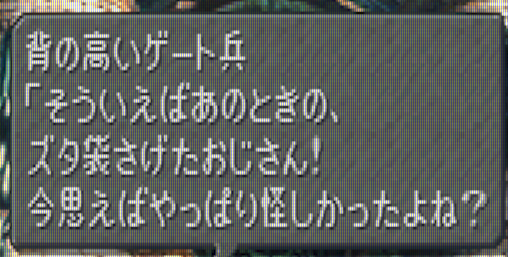 背の高いゲート兵
「そういえばあのときの、
ズタ袋さげたおじさん!
今思えばやっぱり怪しかったよね?